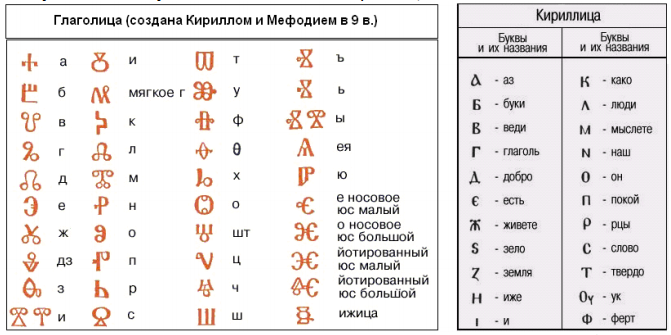 Глаголица (создана Кириллом и Мефодием в 9 в.)
Ⰰ а Ⰻ и Ⱅ т Ⱏ ъ
Ⰱ б Ⰼ мягкое г Ⱆ у Ⱐ ь
Ⰲ в Ⰽ к Ⱇ ф ⰟⰊ ы
Ⰳ г Ⰾ л Ⱚ θ Ⱑ ея
Ⰴ д Ⰿ м Ⱈ х Ⱓ ю
Ⰵ е Ⱀ н Ⱉ о Ⱔ е носовое
юс малый
Ⰶ ж Ⱁ о Ⱋ шт Ⱘ о носовое
юс большой
Ⰷ дз Ⱂ п Ⱌ ц Ⱗ йотированный
юс малый
Ⰸ з Ⱃ р Ⱍ ч Ⱙ йотированный
юс большой
ⰉⰊ и Ⱄ с Ⱎ ш Ⱛ ижица
Кириллица
Буквы
и их названия
Буквы
и их названия
А - аз К - како
Б - буки Л - люди
В - веди М - мыслете
Г - глаголь N - наш
Д - добро О - он
Є - есть П - покой
Ж - живете Р - рцы
Ѕ - зело С - слово
Z - земля Т - твердо
Н - иже Оу - ук
І - и Ф - ферт